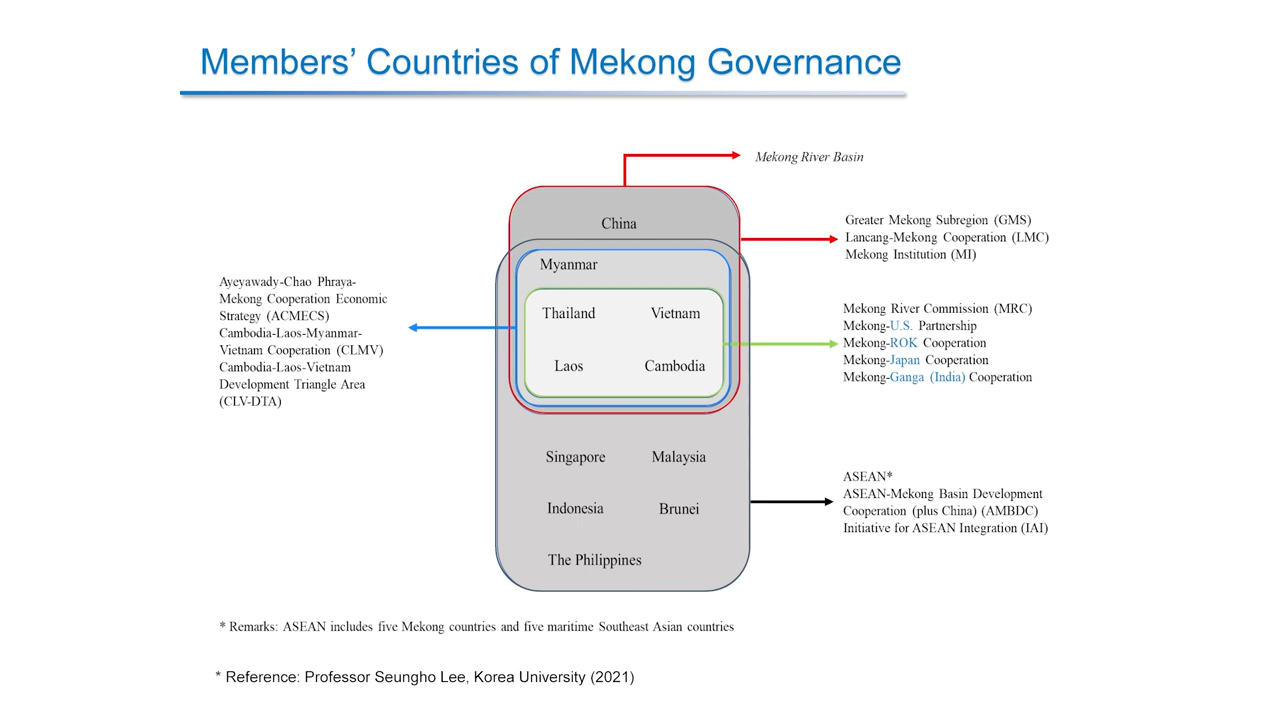 Members’ Countries of Mekong Governance
Mekong River Basin
China
Greater Mekong Subregion (GMS)
Lancang-Mekong Cooperation (LMC)
Mekong Institution (MI)
Myanmar
Ayeyawady-Chao Phraya-
Mekong Cooperation Economic
Strategy (ACMECS)
Cambodia-Laos-Myanmar-
Vietnam Cooperation (CLMV)
Cambodia-Laos-Vietnam
Development Triangle Area
(CLV-DTA)
Thailand Vietnam
Laos Cambodia
Mekong River Commission (MRC)
Mekong-U.S. Partnership
Mekong-ROK Cooperation
Mekong-Japan Cooperation
Mekong-Ganga (India) Cooperation
Singapore Malaysia
Indonesia Brunei
The Philippines
ASEAN*
ASEAN-Mekong Basin Development
Cooperation (plus China) (AMBDC)
Initiative for ASEAN Integration (IAI)
* Remarks: ASEAN includes five Mekong countries and five maritime Southeast Asian countries
* Reference: Professor Seungho Lee, Korea University (2021)